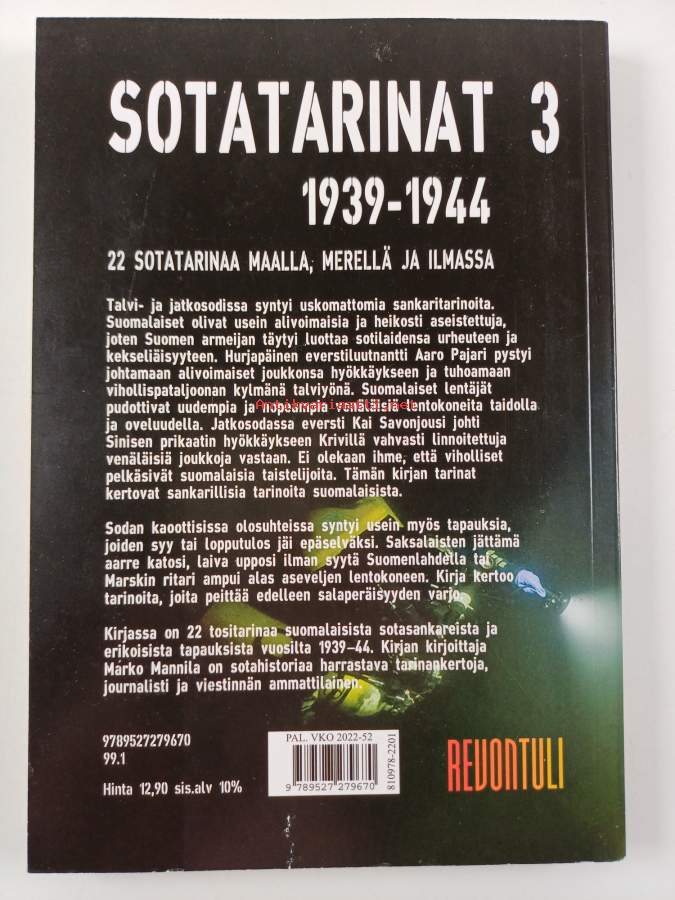 SOTATARINAT 3
1939-1944
22 SOTATARINAA MAALLA, MERELLÄ JA ILMASSA
Talvi- ja jatkosodissa syntyi uskomattomia sankaritarinoita.
Suomalaiset olivat usein alivoimaisia ja heikosti aseistettuja,
joten Suomen armeijan täytyi luottaa sotilaidensa urheuteen ja
kekseliäisyyteen. Hurjapäinen everstiluutnantti Aaro Pajari pystyi
johtamaan alivoimaiset joukkonsa hyökkäykseen ja tuhoamaan
vihollispataljoonan kylmänä talviyönä. Suomalaiset lentäjät
pudottivat uudempia ja nopeampia venäläisiä lentokoneita taidolla
Antikvariaatti.net
ja oveluudella. Jatkosodassa eversti Kai Savonjousi johti
Sinisen prikaatin hyökkäykseen Krivillä vahvasti linnoitettuja
venäläisiä joukkoja vastaan. Ei olekaan ihme, että viholliset
pelkäsivät suomalaisia taistelijoita. Tämän kirjan tarinat
kertovat sankarillisia tarinoita suomalaisista.
Sodan kaoottisissa olosuhteissa syntyi usein myös tapauksia,
joiden syy tai lopputulos jäi epäselväksi. Saksalaisten jättämä
aarre katosi, laiva upposi ilman syytä Suomenlahdella tai
Marskin ritari ampui alas aseveljen lentokoneen. Kirja kertoo
tarinoita, joita peittää edelleen salaperäisyyden varjo.
Kirjassa on 22 tositarinaa suomalaisista sotasankareista ja
erikoisista tapauksista vuosilta 1939–44. Kirjan kirjoittaja
Marko Mannila on sotahistoriaa harrastava tarinankertoja,
journalisti ja viestinnän ammattilainen.
9789527279670
99.1
Hinta 12,90 sis.alv 10%
PAL. VKO 2022-52
9 789527 279670
810978-2201
REVONTULI